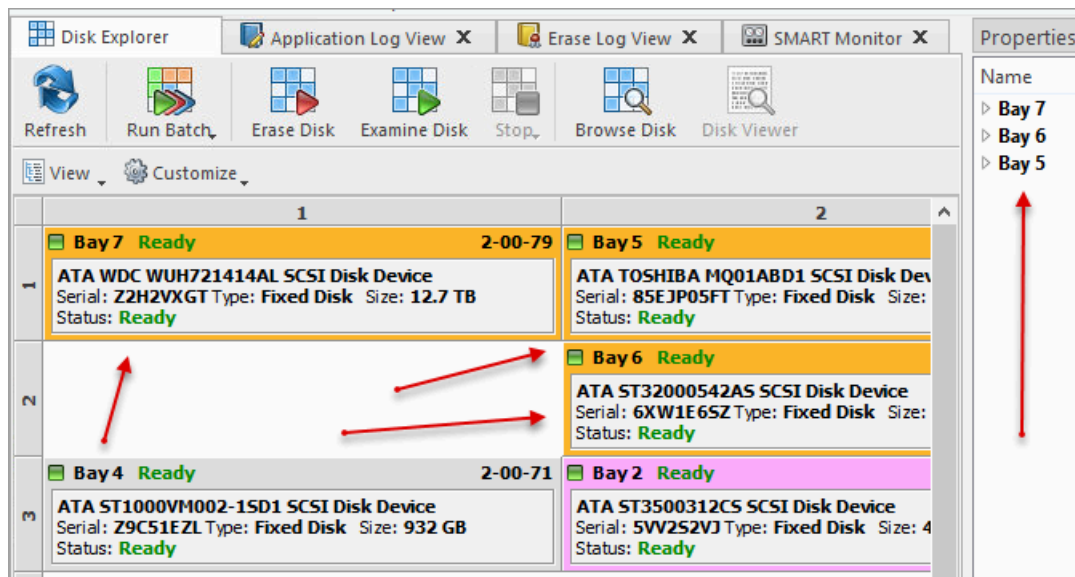 Disk Explorer
Application Log View X
Erase Log View X
SMART Monitor X
Properties
Refresh
Run Batch
Erase Disk
Examine Disk
Stop
Browse Disk
Disk Viewer
View
Customize
Name
Bay 7
Bay 6
Bay 5
1
2
1
Bay 7 Ready 2-00-79
ATA WDC WUH721414AL SCSI Disk Device
Serial: Z2H2VXGT Type: Fixed Disk Size: 12.7 TB
Status: Ready
Bay 5 Ready
ATA TOSHIBA MQ01ABD1 SCSI Disk Dev
Serial: 85EJP05FT Type: Fixed Disk Size:
Status: Ready
2
Bay 6 Ready
ATA ST32000542AS SCSI Disk Device
Serial: 6XW1E6SZ Type: Fixed Disk Size:
Status: Ready
3
Bay 4 Ready 2-00-71
ATA ST1000VM002-1SD1 SCSI Disk Device
Serial: Z9C51EZL Type: Fixed Disk Size: 932 GB
Status: Ready
Bay 2 Ready
ATA ST3500312CS SCSI Disk Device
Serial: 5VV2S2VJ Type: Fixed Disk Size: 4
Status: Ready